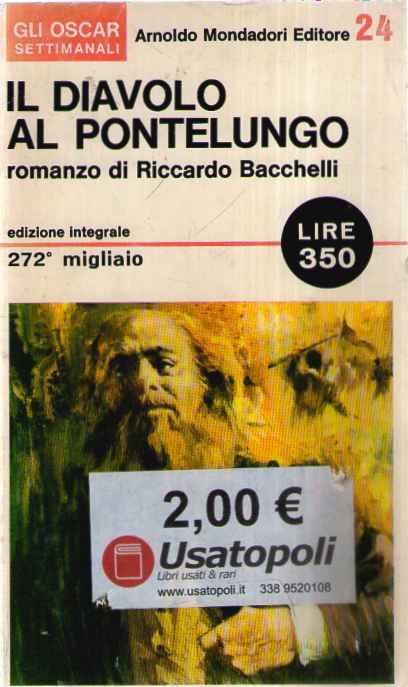 GLI OSCAR
SETTIMANALI
Arnoldo Mondadori Editore 24
IL DIAVOLO
AL PONTELUNGO
romanzo di Riccardo Bacchelli
edizione integrale
272° migliaio
LIRE
350
2,00 €
Usatopoli
Libri usati & rari
www.usatopoli.it 338 9520108